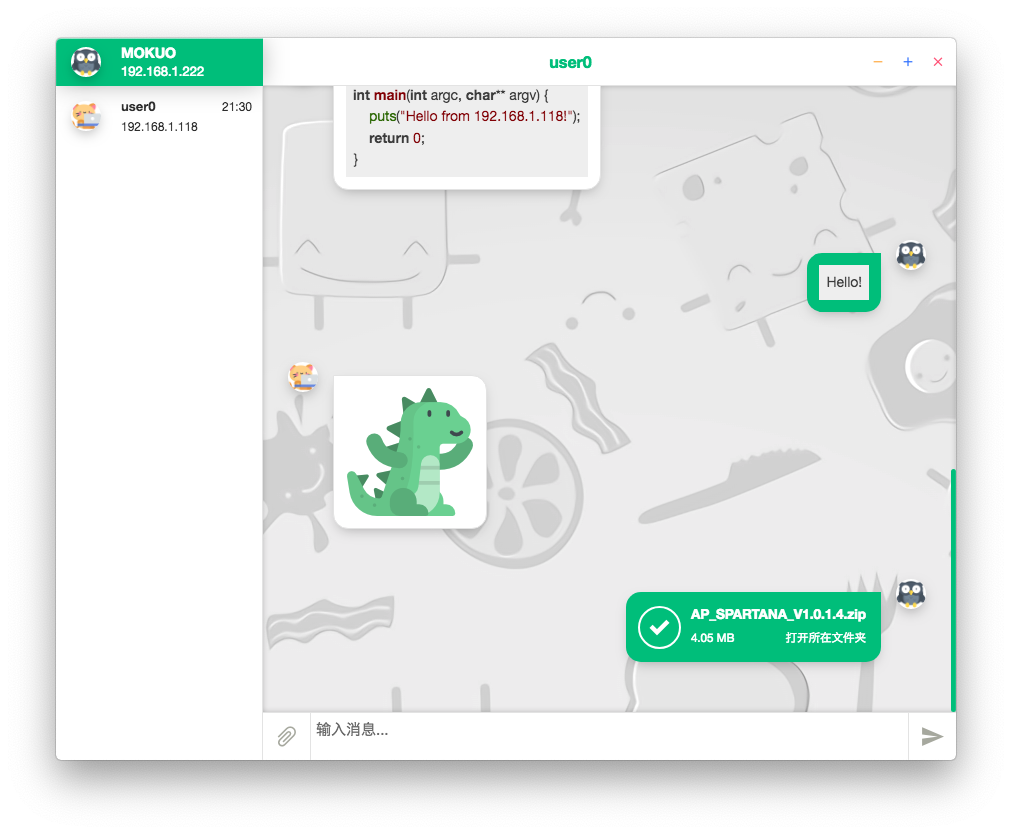 MOKUO
192.168.1.222
user0
21:30
192.168.1.118
user0
int main(int argc, char** argv) {
puts("Hello from 192.168.1.118!");
return 0;
}
Hello!
AP_SPARTANA_V1.0.1.4.zip
4.05 MB
打开所在文件夹
输入消息...